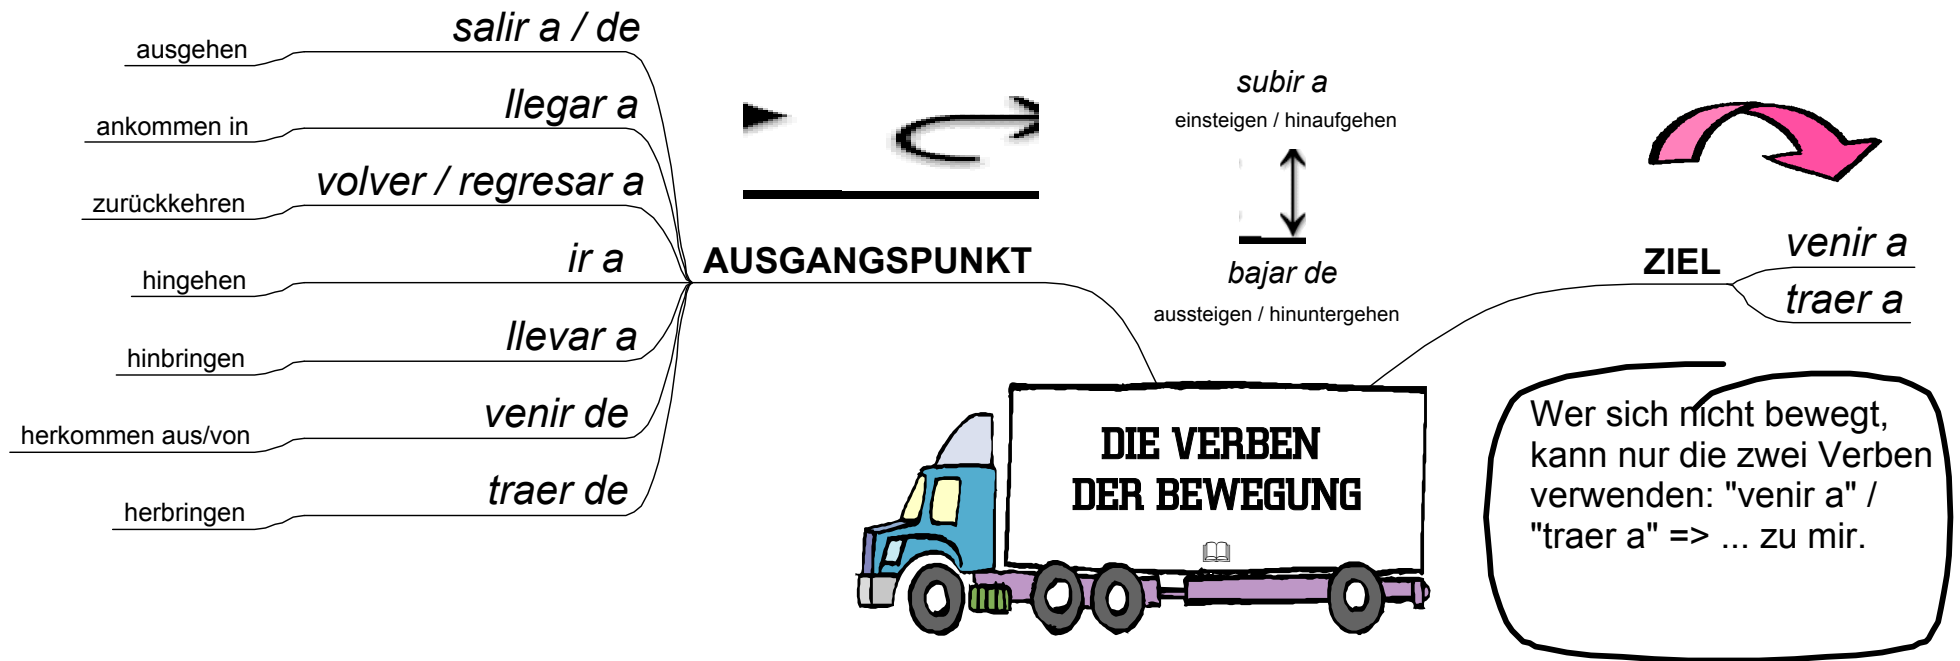 salir a / de
ausgehen
llegar a
ankommen in
volver / regresar a
zurückkehren
ir a
hingehen
llevar a
hinbringen
venir de
herkommen aus/von
traer de
herbringen
AUSGANGSPUNKT
subir a
einsteigen / hinaufgehen
bajar de
aussteigen / hinuntergehen
ZIEL
venir a
traer a
DIE VERBEN
DER BEWEGUNG
Wer sich nicht bewegt,
kann nur die zwei Verben
verwenden: "venir a" /
"traer a" => ... zu mir.